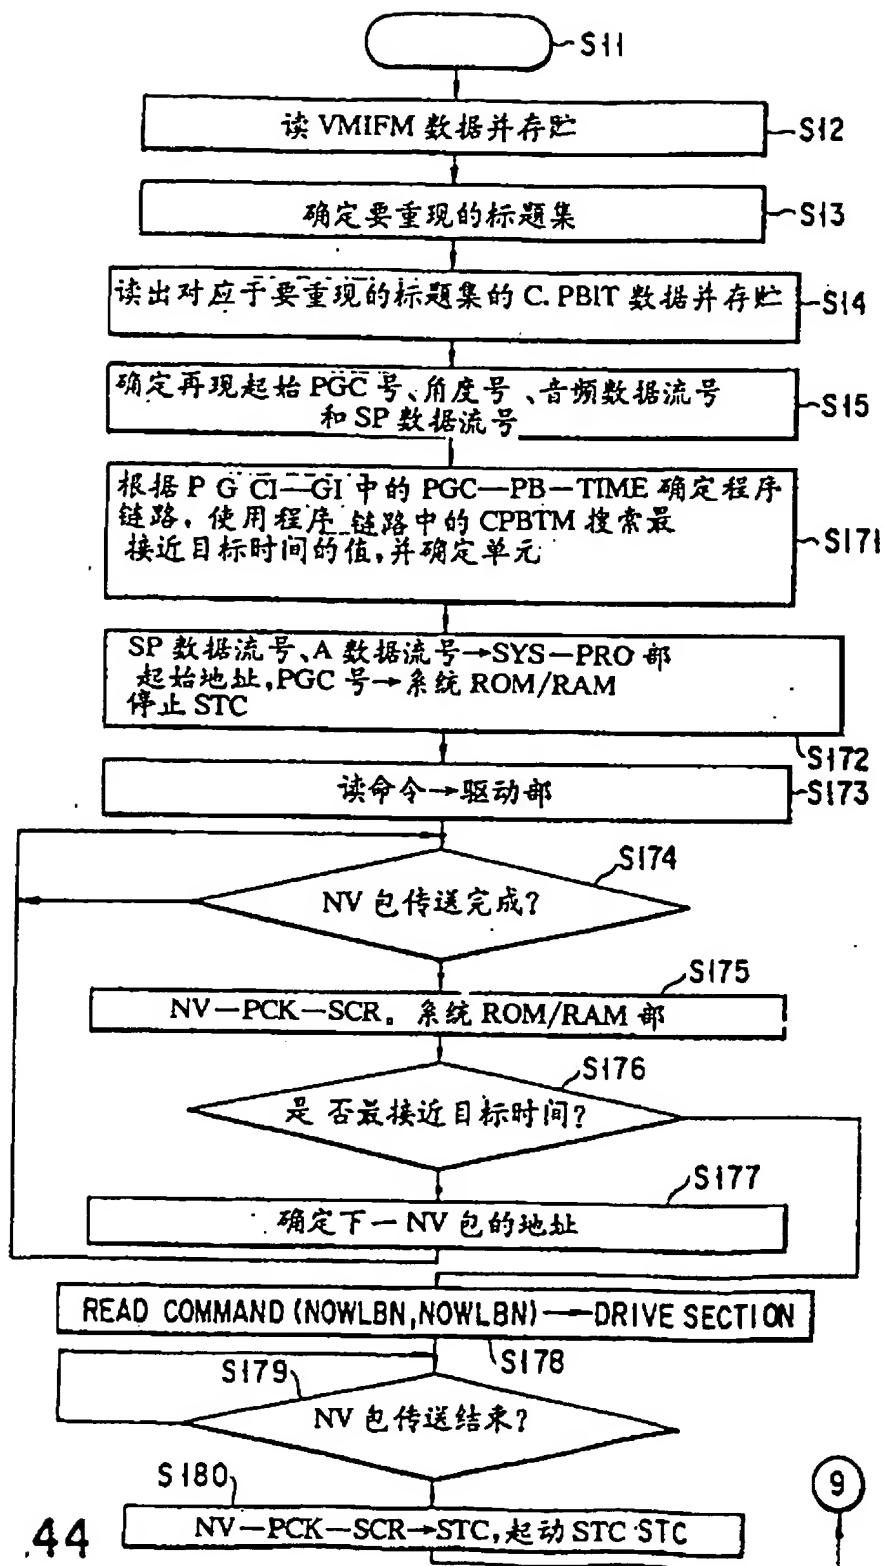 S11
读 VMIFM 数据并存贮
S12
确定要重现的标题集
S13
读出对应于要重现的标题集的 C. PBIT 数据并存贮
S14
确定再现起始 PGC 号、角度号、音频数据流号
和 SP 数据流号
S15
根据 P G CI—GI 中的 PGC—PB—TIME 确定程序
链路，使用程序 链路中的 CPBTM 搜索最
接近目标时间的值,并确定单元
S171
SP 数据流号、A 数据流号→SYS—PRO 部
起始地址,PGC 号→系统 ROM/RAM
停止 STC
S172
读命令→驱动部
S173
S174
NV 包传送完成?
S175
NV—PCK—SCR。系统 ROM/RAM 部
S176
是 否最接近目标时间?
S177
确定下一 NV 包的地址
READ COMMAND (NOWLBN,NOWLBN)→DRIVE SECTION
S178
S179
NV 包传送结束?
S180
9
NV—PCK—SCR→STC,起动 STC STC
.44